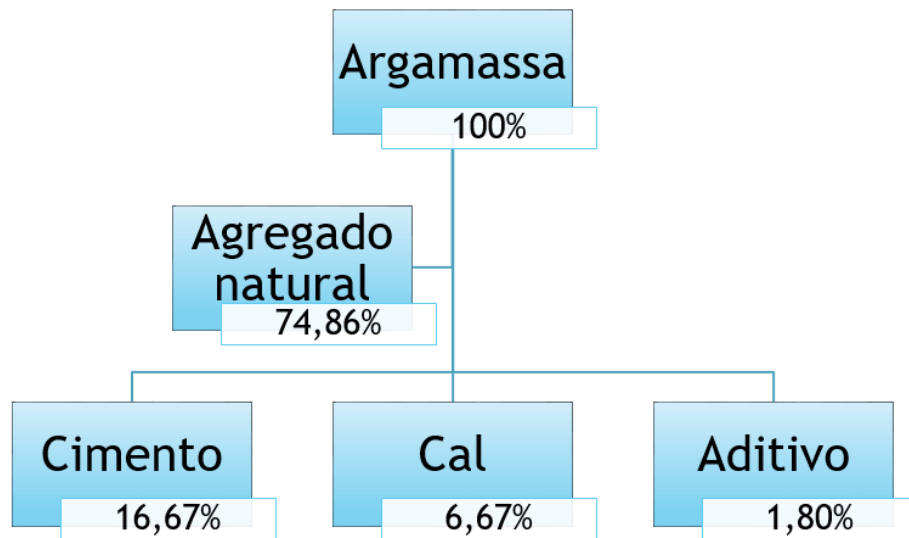 Argamassa
100%
Agregado
natural
74,86%
Cimento
16,67%
Cal
6,67%
Aditivo
1,80%